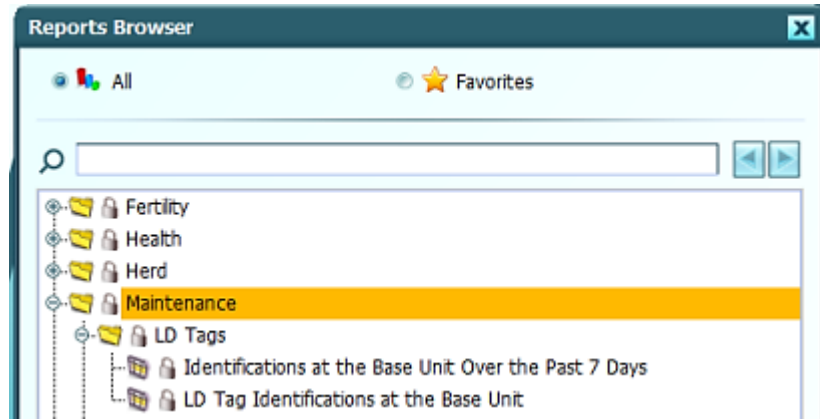 Reports Browser
All
Favorites
Fertility
Health
Herd
Maintenance
LD Tags
Identifications at the Base Unit Over the Past 7 Days
LD Tag Identifications at the Base Unit